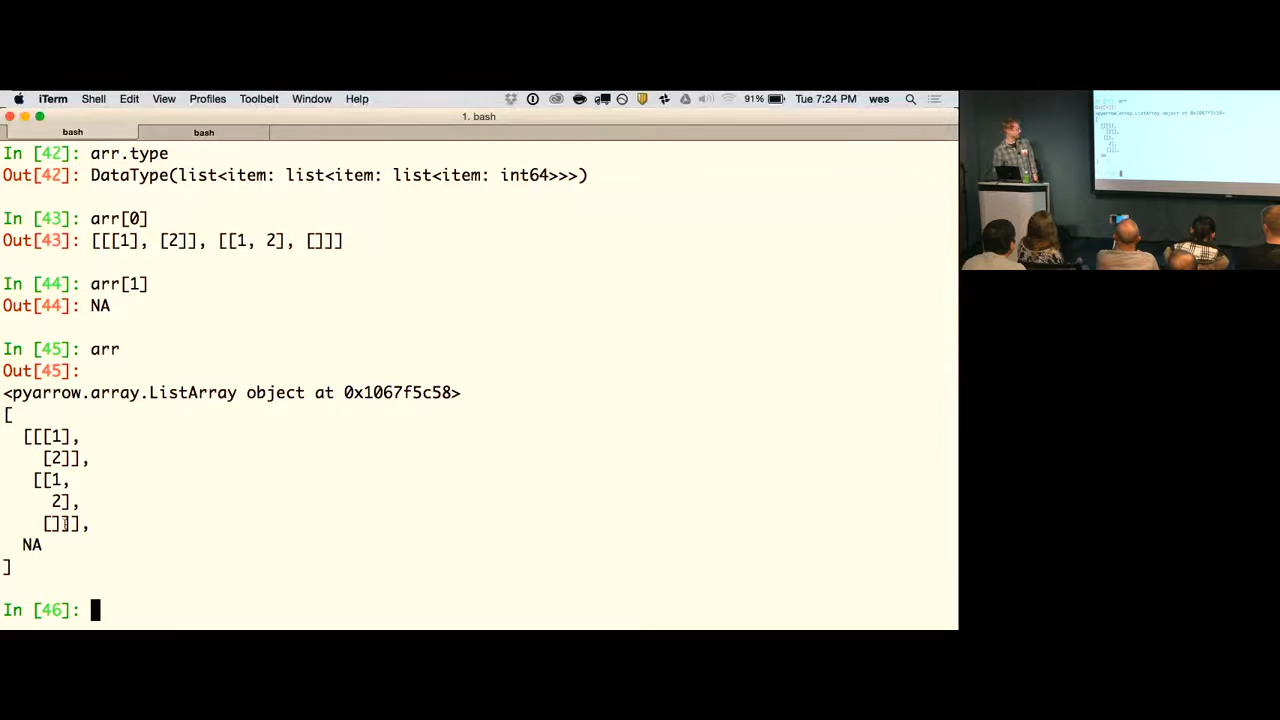 iTerm Shell Edit View Profiles Toolbelt Window Help 91% Tue 7:24 PM wes
1. bash
bash bash
In [42]: arr.type
Out[42]: DataType(list<item: list<item: list<item: int64>>>)
In [43]: arr[0]
Out[43]: [[[1], [2]], [[1, 2], []]]
In [44]: arr[1]
Out[44]: NA
In [45]: arr
Out[45]:
<pyarrow.array.ListArray object at 0x1067f5c58>
[
[[[1],
[2]],
[[1,
2],
[]]],
NA
]
In [46]: